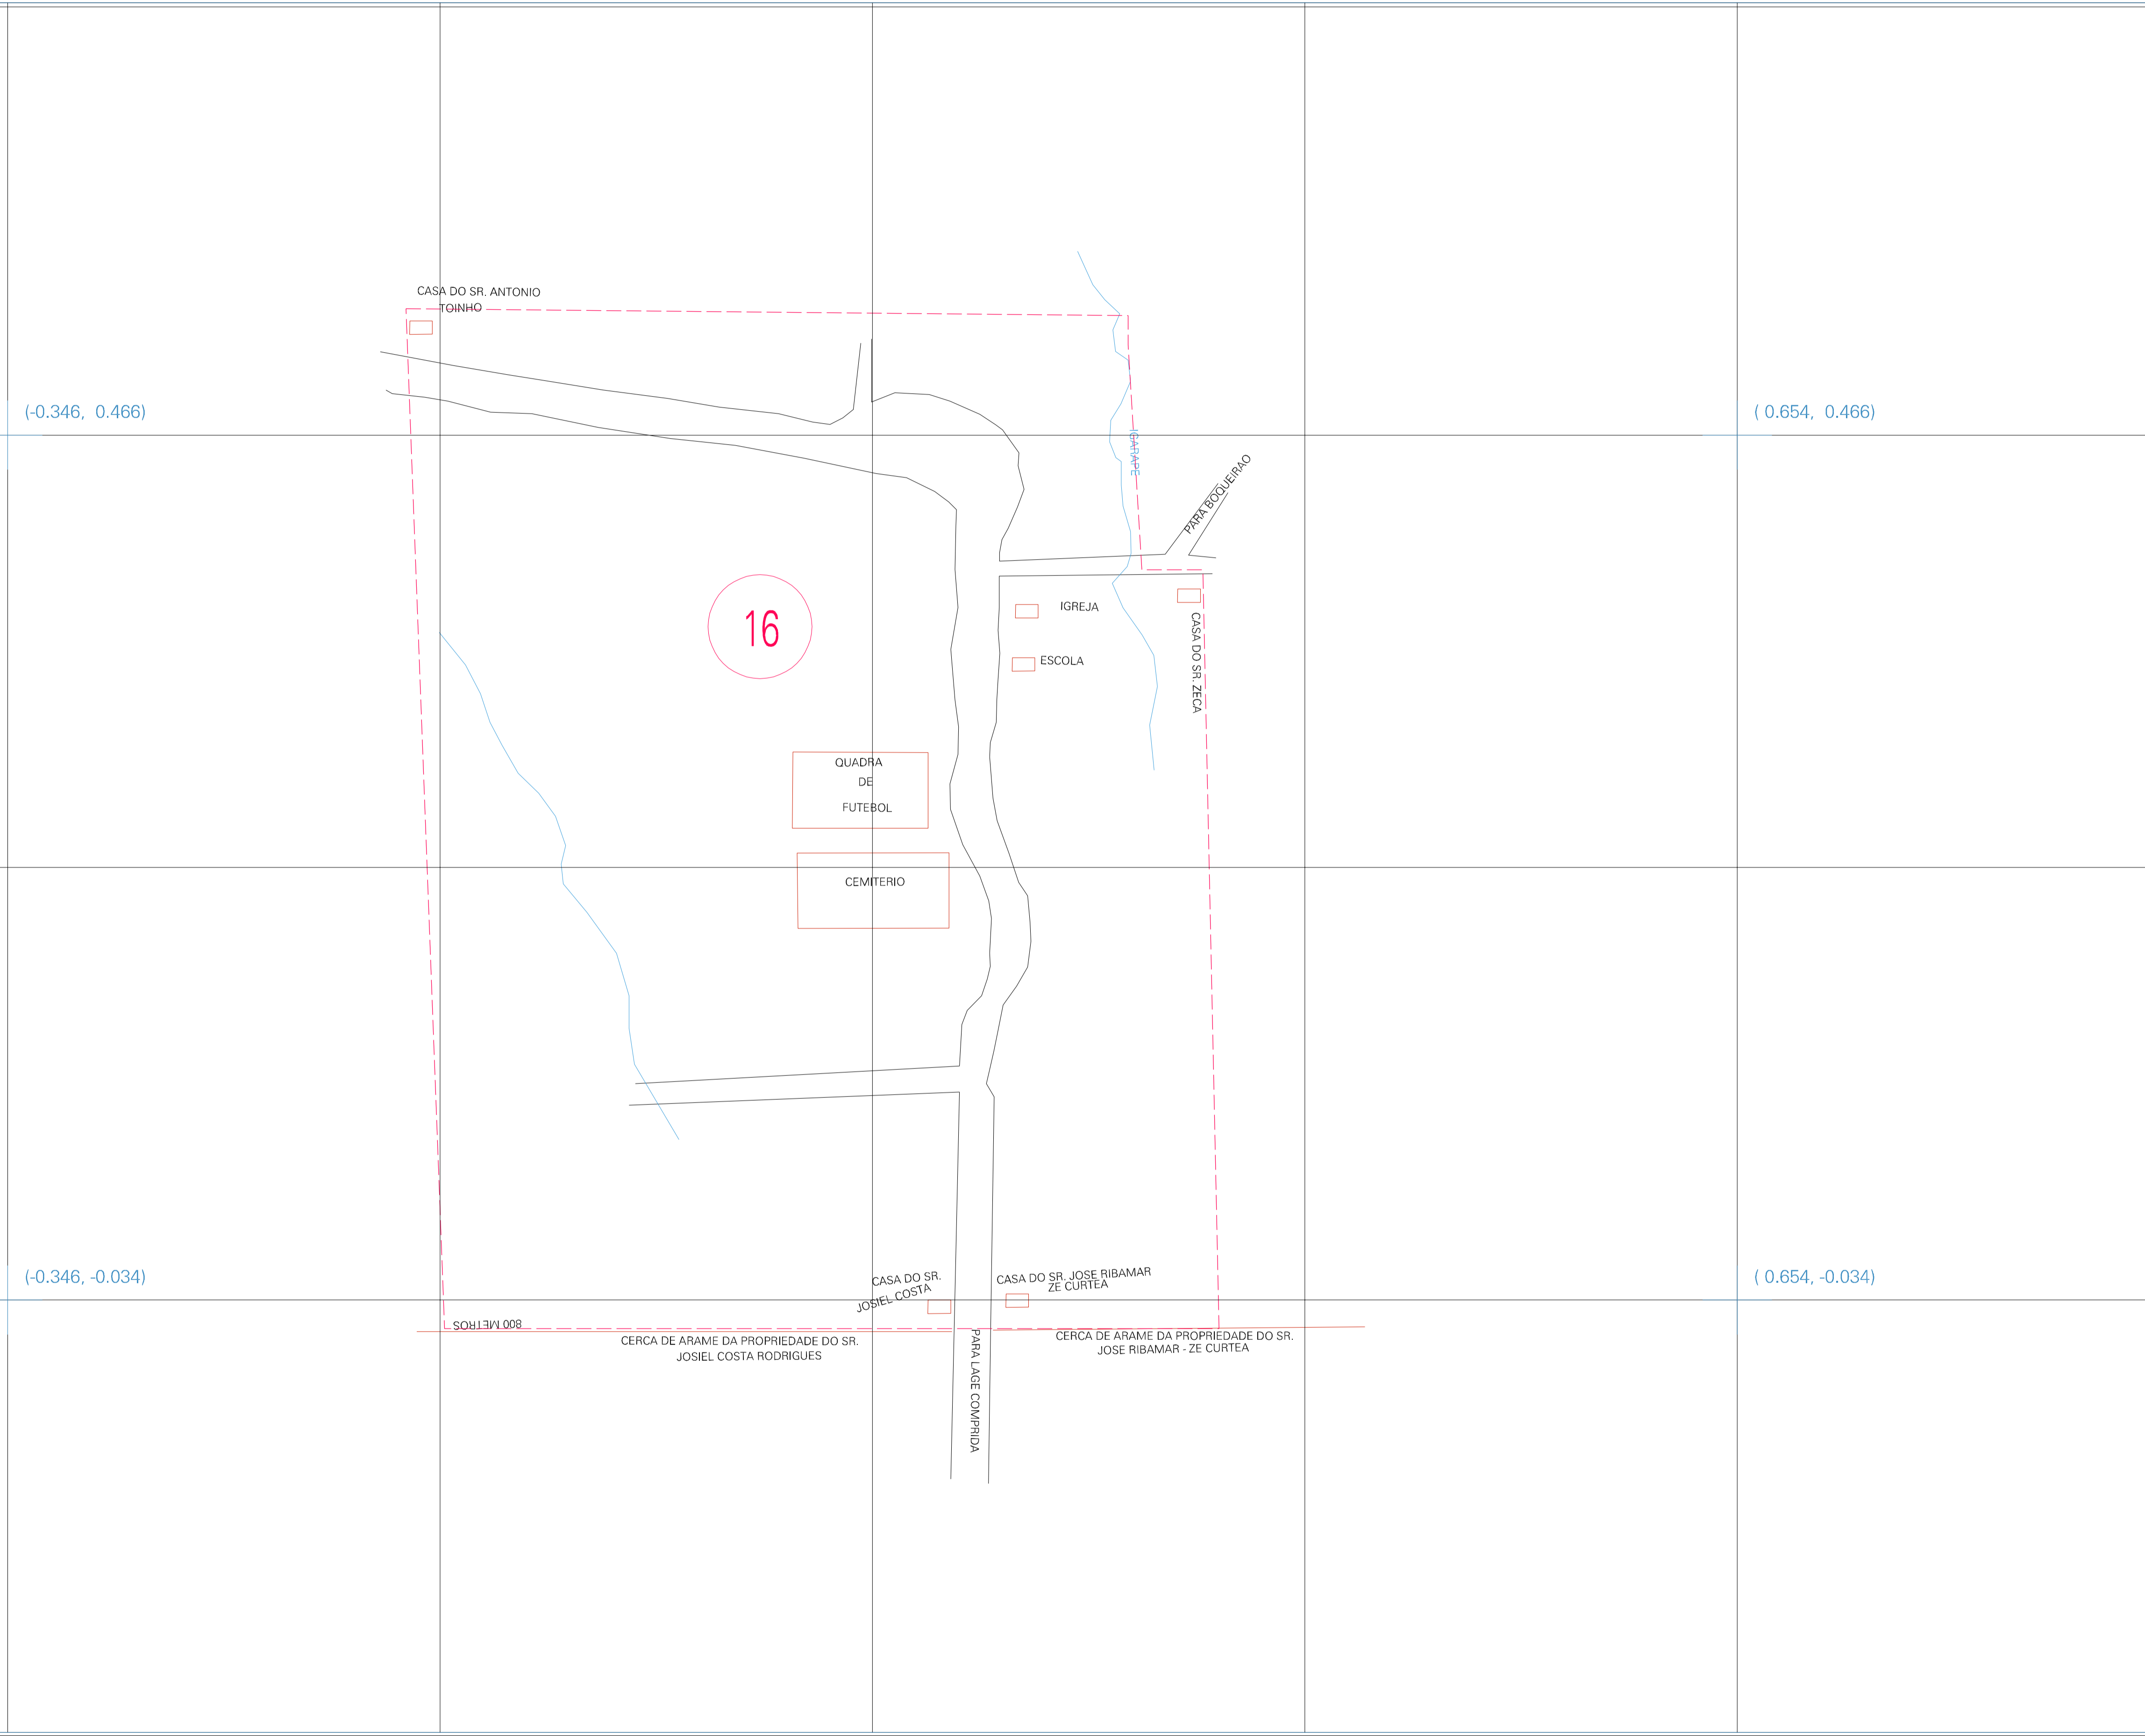 CASA DO SR. ANTONIO
TOINHO
(-0.346,  0.466)
( 0.654,  0.466)
IGARAPE
PARA BOQUEIRAO
16
IGREJA
ESCOLA
CASA DO SR. ZECA
QUADRA
DE
FUTEBOL
CEMITERIO
(-0.346, -0.034)
( 0.654, -0.034)
CASA DO SR.
JOSIEL COSTA
CASA DO SR. JOSE RIBAMAR
ZE CURTEA
800 METROS
CERCA DE ARAME DA PROPRIEDADE DO SR.
JOSIEL COSTA RODRIGUES
PARA LAGE COMPRIDA
CERCA DE ARAME DA PROPRIEDADE DO SR.
JOSE RIBAMAR - ZE CURTEA